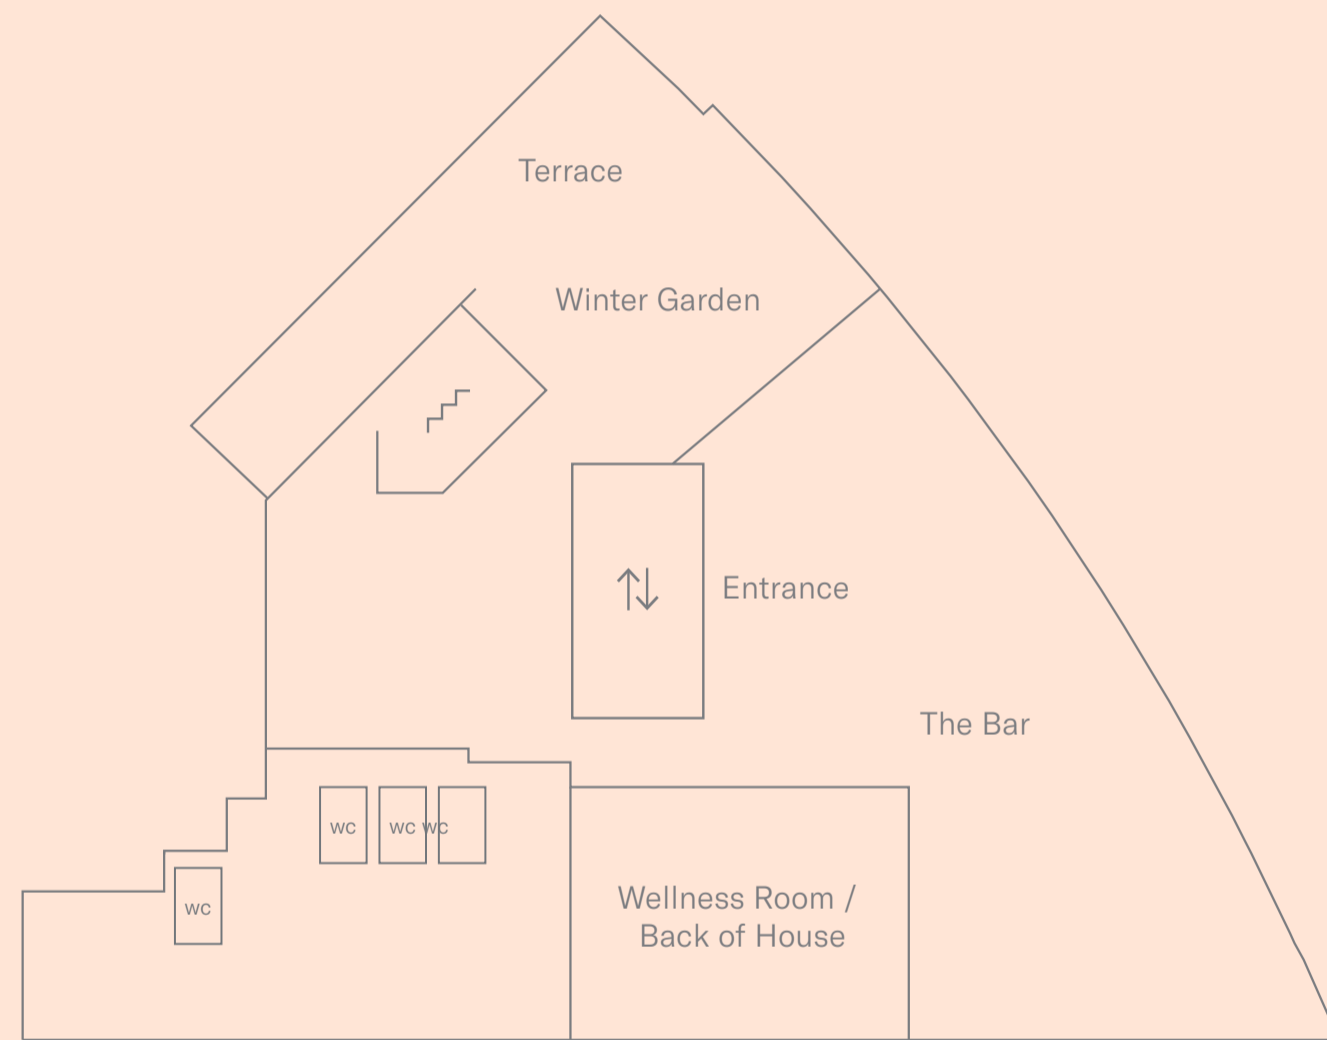 Terrace
Winter Garden
Entrance
The Bar
wc wc wc
wc
Wellness Room /
Back of House